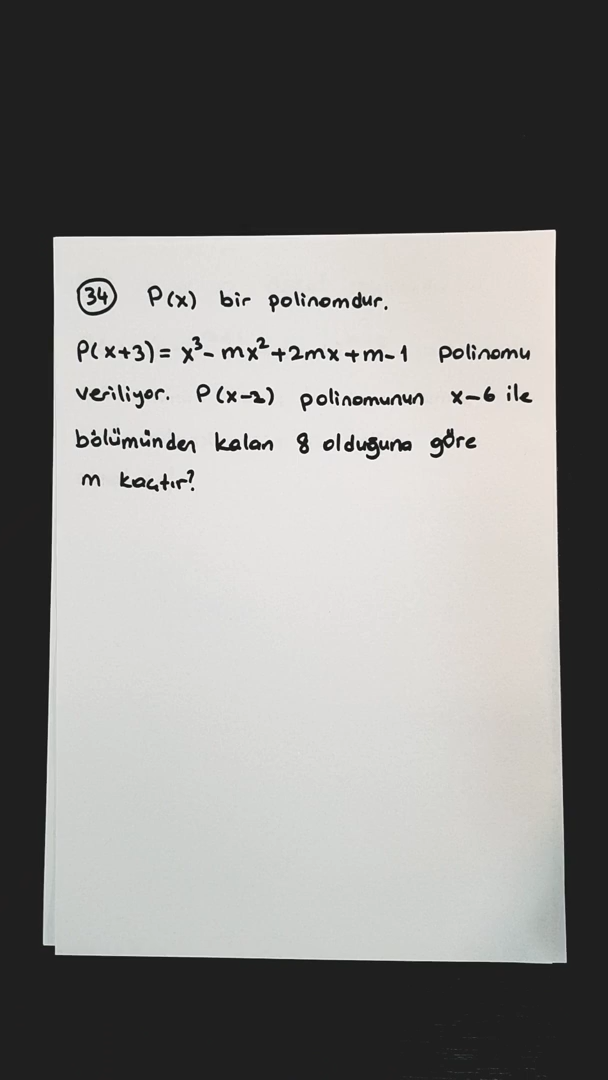 34 P(x) bir polinomdur.
P(x+3)= x³- mx²+2mx+m-1 polinomu
veriliyor. P(x-2) polinomunun x-6 ile
bölümünden kalan 8 olduğuna göre
m kaçtır?